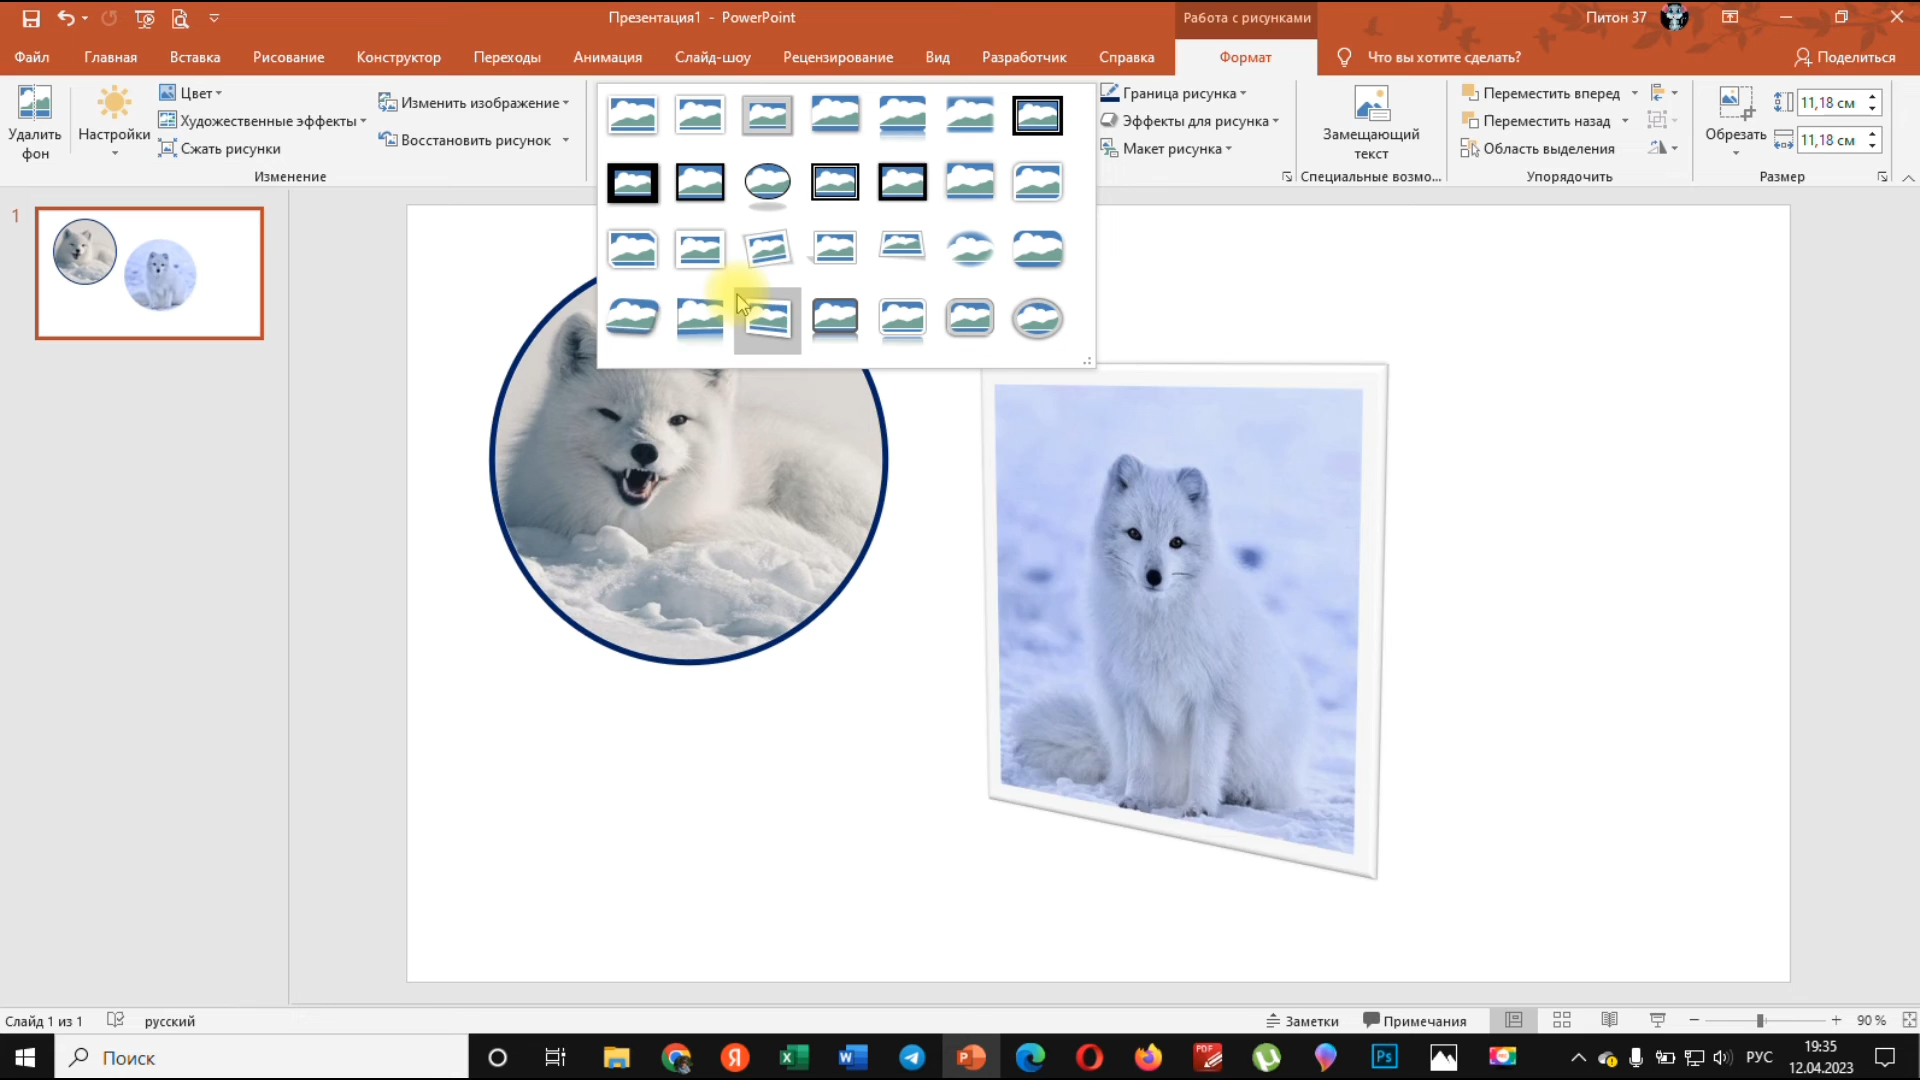 Презентация1 - PowerPoint
Работа с рисунками
Питон 37
Файл
Главная
Вставка
Рисование
Конструктор
Переходы
Анимация
Слайд-шоу
Рецензирование
Вид
Разработчик
Справка
Формат
Что вы хотите сделать?
Поделиться
Удалить фон
Настройки
Цвет
Художественные эффекты
Сжать рисунки
Изменить изображение
Восстановить рисунок
Изменение
Граница рисунка
Эффекты для рисунка
Макет рисунка
Замещающий текст
Специальные возмо...
Переместить вперед
Переместить назад
Область выделения
Упорядочить
Обрезать
11,18 см
11,18 см
Размер
1
Слайд 1 из 1
русский
Заметки
Примечания
90 %
Поиск
Я
PDF
Ps
РУС
19:35
12.04.2023